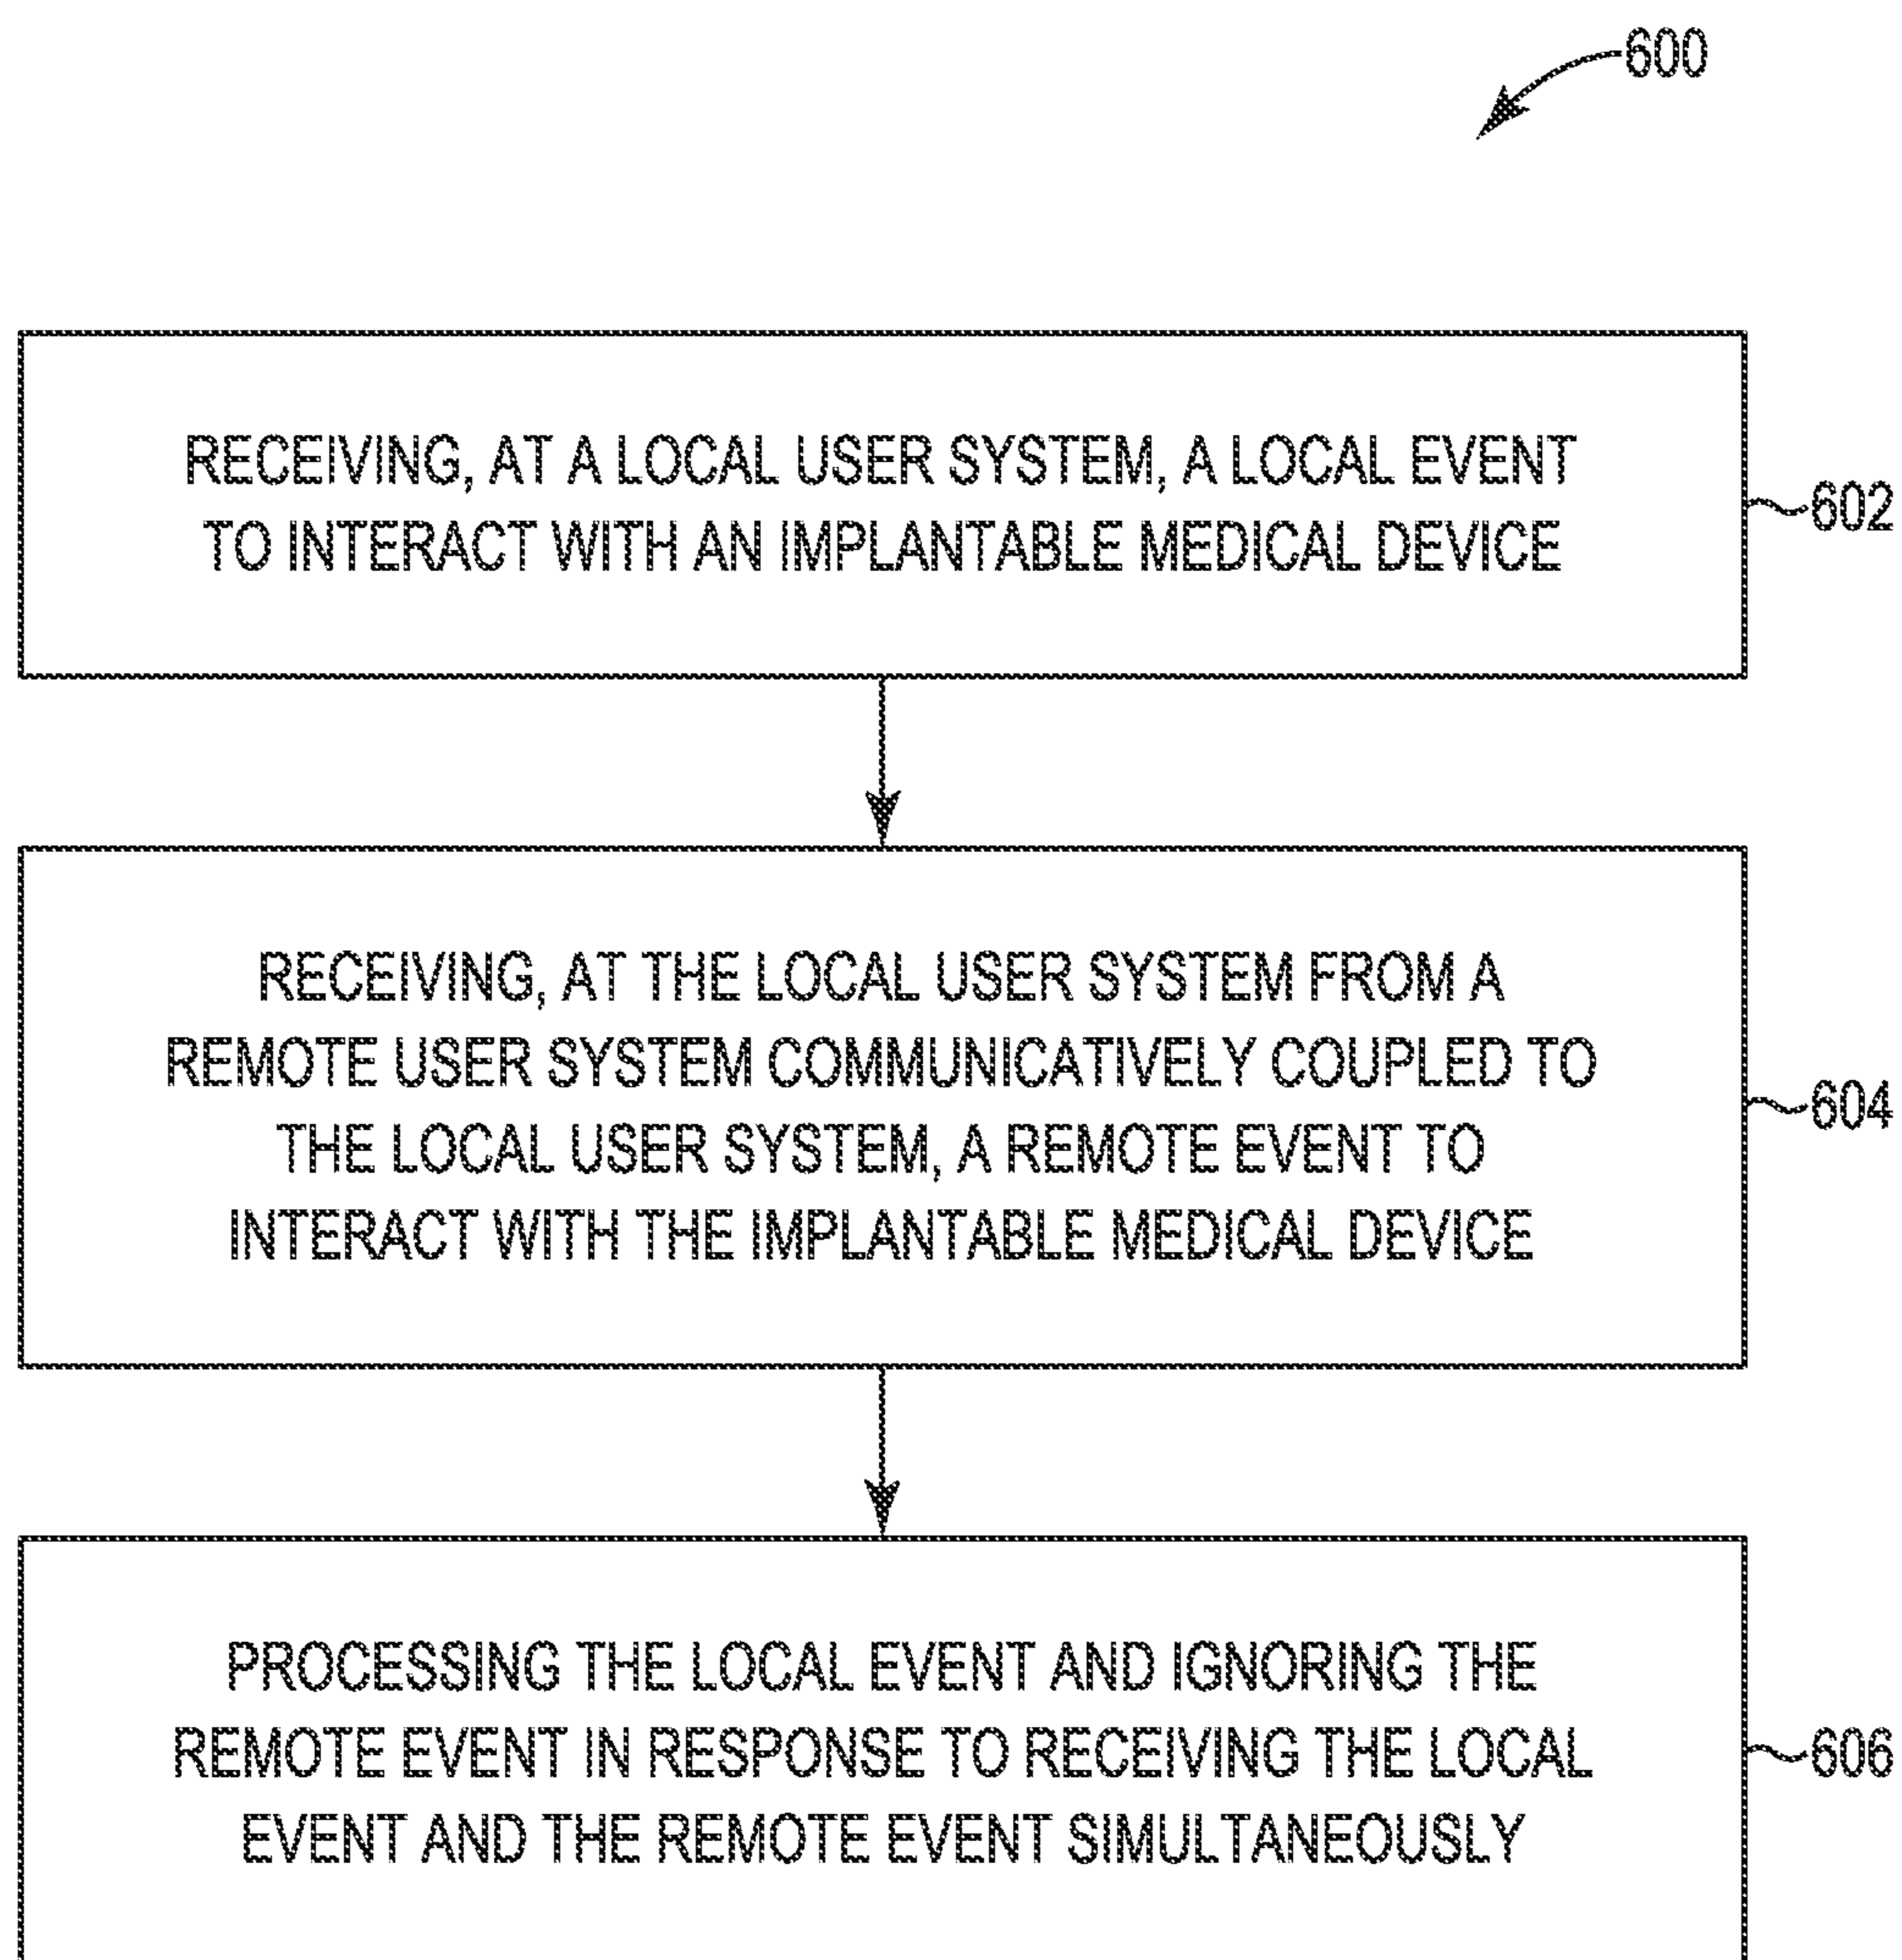 600
RECEIVING, AT A LOCAL USER SYSTEM, A LOCAL EVENT
TO INTERACT WITH AN IMPLANTABLE MEDICAL DEVICE
602
RECEIVING, AT THE LOCAL USER SYSTEM FROM A
REMOTE USER SYSTEM COMMUNICATIVELY COUPLED TO
THE LOCAL USER SYSTEM, A REMOTE EVENT TO
INTERACT WITH THE IMPLANTABLE MEDICAL DEVICE
604
PROCESSING THE LOCAL EVENT AND IGNORING THE
REMOTE EVENT IN RESPONSE TO RECEIVING THE LOCAL
EVENT AND THE REMOTE EVENT SIMULTANEOUSLY
606